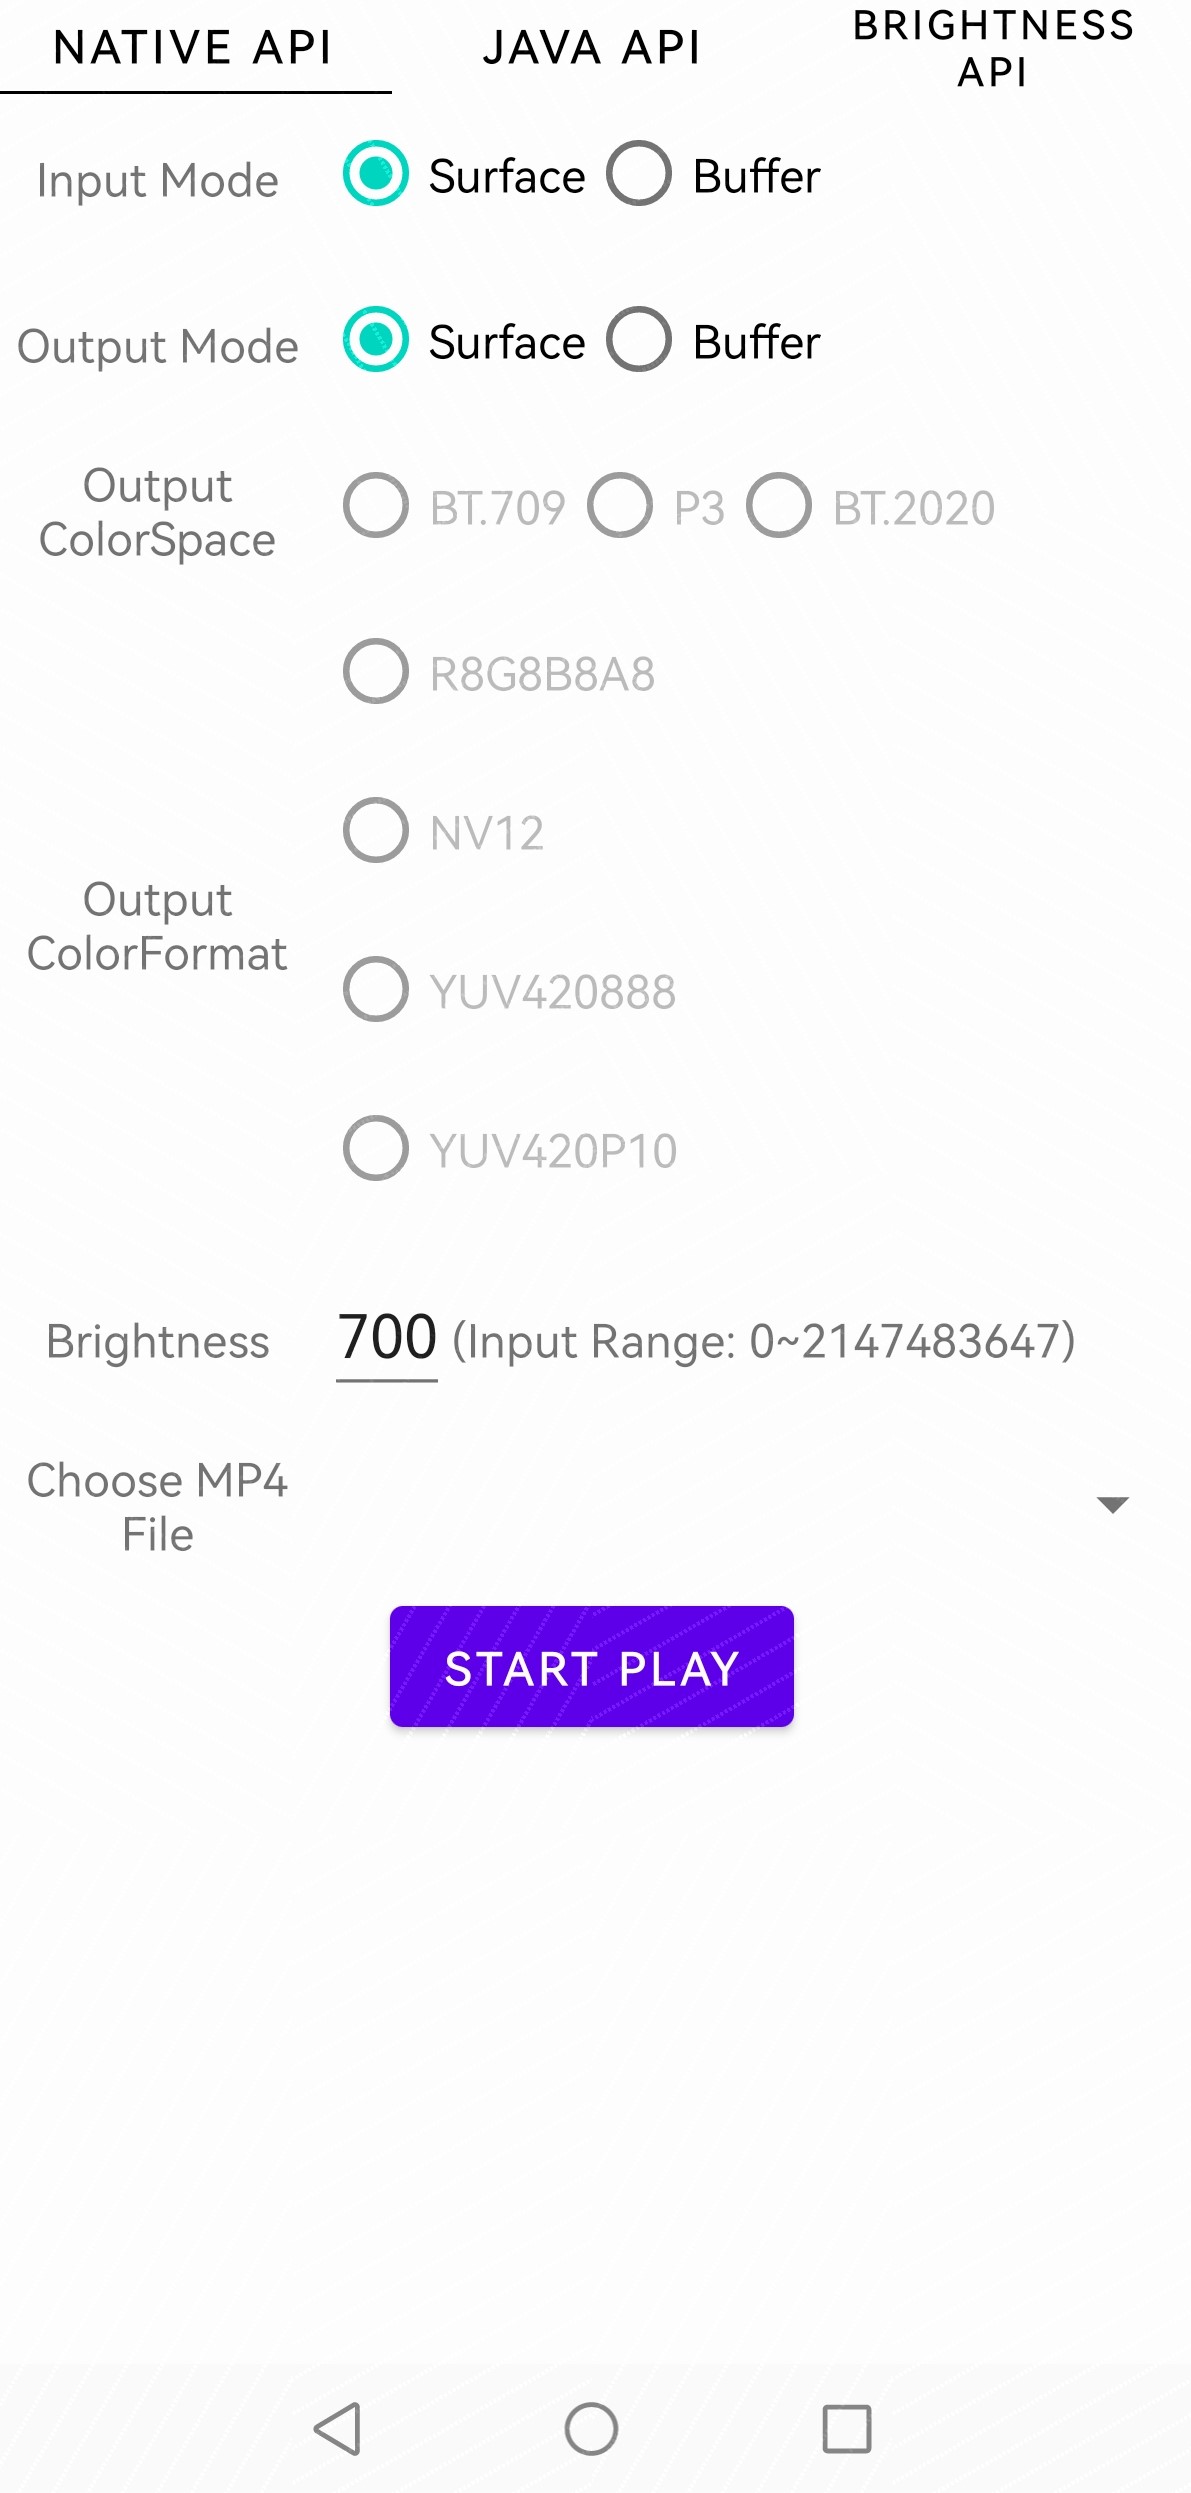 NATIVE API
JAVA API
BRIGHTNESS
API
Input Mode
Surface
Buffer
Output Mode
Surface
Buffer
Output
ColorSpace
BT.709
P3
BT.2020
R8G8B8A8
NV12
Output
ColorFormat
YUV420888
YUV420P10
Brightness
700
(Input Range: 0~2147483647)
Choose MP4
File
START PLAY